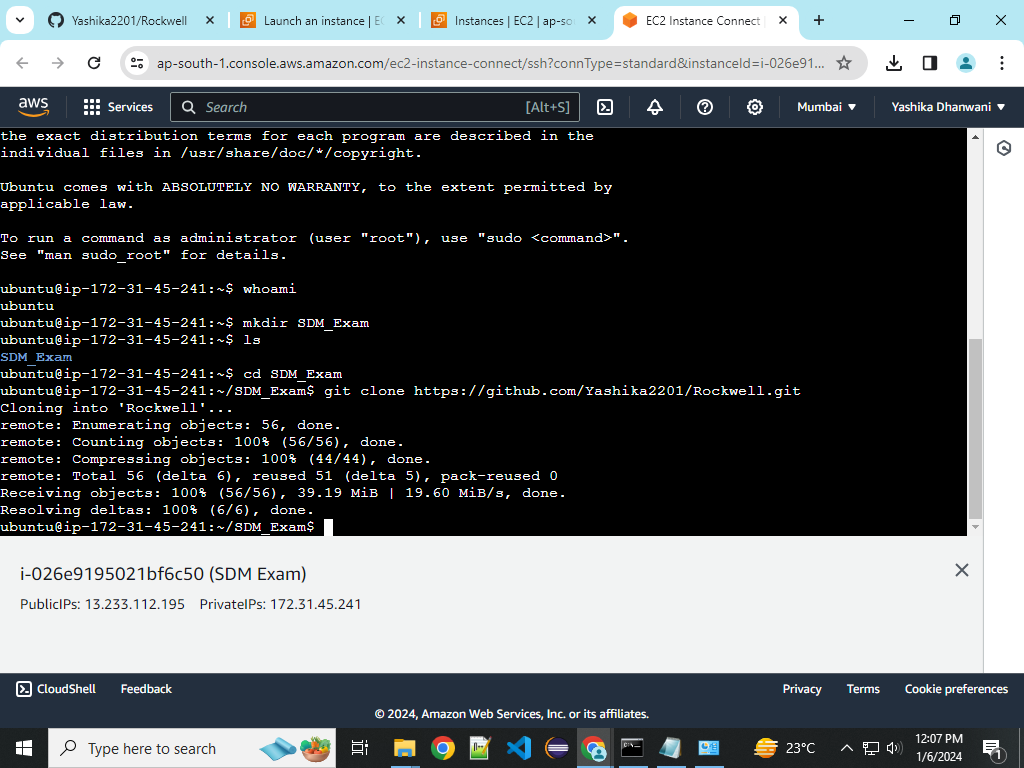 Yashika2201/Rockwell
Launch an instance | EC
Instances | EC2 | ap-so
EC2 Instance Connect
ap-south-1.console.aws.amazon.com/ec2-instance-connect/ssh?connType=standard&instanceId=i-026e91...
aws
Services
Search
[Alt+S]
Mumbai
Yashika Dhanwani
the exact distribution terms for each program are described in the
individual files in /usr/share/doc/*/copyright.
Ubuntu comes with ABSOLUTELY NO WARRANTY, to the extent permitted by
applicable law.
To run a command as administrator (user "root"), use "sudo <command>".
See "man sudo_root" for details.
ubuntu@ip-172-31-45-241:~$ whoami
ubuntu
ubuntu@ip-172-31-45-241:~$ mkdir SDM_Exam
ubuntu@ip-172-31-45-241:~$ ls
SDM_Exam
ubuntu@ip-172-31-45-241:~$ cd SDM_Exam
ubuntu@ip-172-31-45-241:~/SDM_Exam$ git clone https://github.com/Yashika2201/Rockwell.git
Cloning into 'Rockwell'...
remote: Enumerating objects: 56, done.
remote: Counting objects: 100% (56/56), done.
remote: Compressing objects: 100% (44/44), done.
remote: Total 56 (delta 6), reused 51 (delta 5), pack-reused 0
Receiving objects: 100% (56/56), 39.19 MiB | 19.60 MiB/s, done.
Resolving deltas: 100% (6/6), done.
ubuntu@ip-172-31-45-241:~/SDM_Exam$
i-026e9195021bf6c50 (SDM Exam)
PublicIPs: 13.233.112.195 PrivateIPs: 172.31.45.241
CloudShell
Feedback
Privacy
Terms
Cookie preferences
© 2024, Amazon Web Services, Inc. or its affiliates.
Type here to search
23°C
12:07 PM
1/6/2024
1